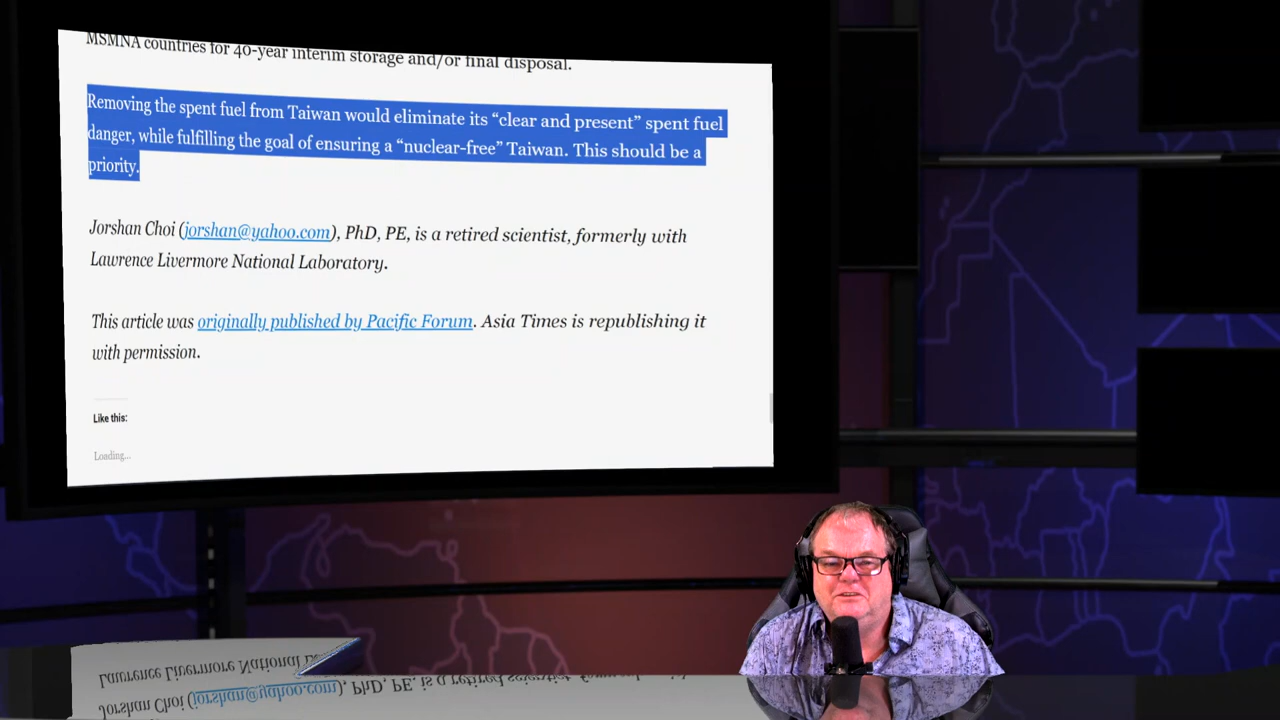 MSMNA countries for 40-year interim storage and/or final disposal.
Removing the spent fuel from Taiwan would eliminate its “clear and present” spent fuel
danger, while fulfilling the goal of ensuring a “nuclear-free” Taiwan. This should be a
priority.
Jorshan Choi (jorshan@yahoo.com), PhD, PE, is a retired scientist, formerly with
Lawrence Livermore National Laboratory.
This article was originally published by Pacific Forum. Asia Times is republishing it
with permission.
Like this:
Loading...